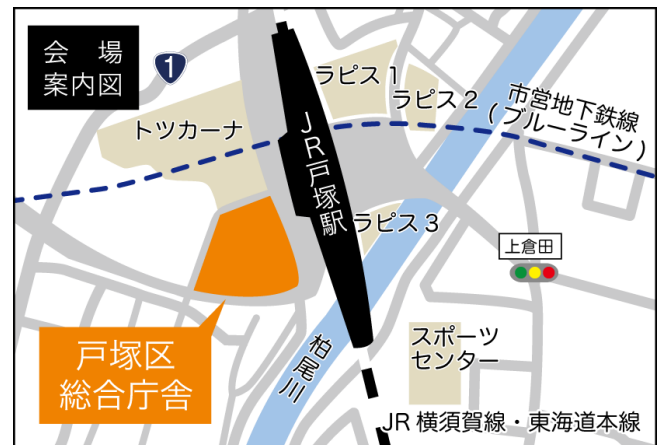 会場
案内図
1
ラピス1
ラピス2
市営地下鉄線
(ブルーライン)
トツカーナ
JR戸塚駅
ラピス3
上倉田
戸塚区
総合庁舎
柏尾川
スポーツ
センター
JR横須賀線・東海道本線